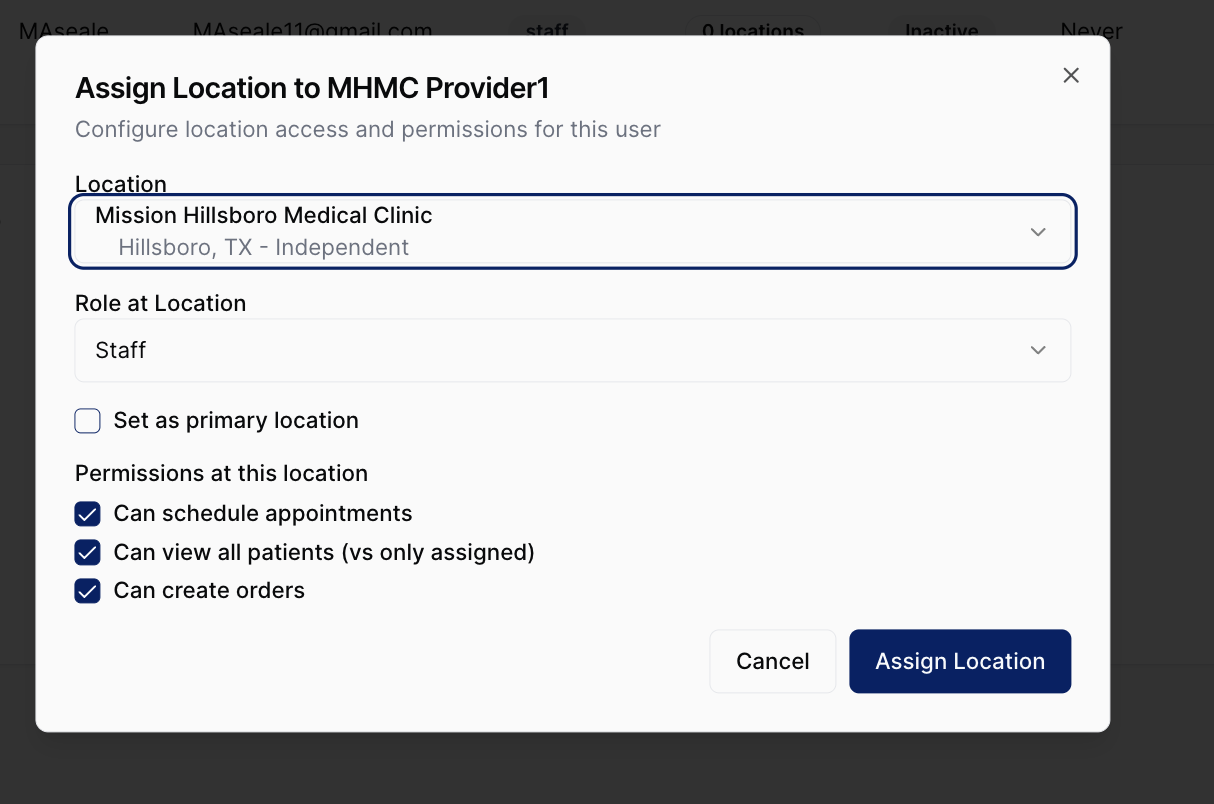 MAseale MAseale11@gmail.com staff 0 locations Inactive Never
Assign Location to MHMC Provider1
Configure location access and permissions for this user
Location
Mission Hillsboro Medical Clinic
Hillsboro, TX - Independent
Role at Location
Staff
Set as primary location
Permissions at this location
Can schedule appointments
Can view all patients (vs only assigned)
Can create orders
Cancel Assign Location